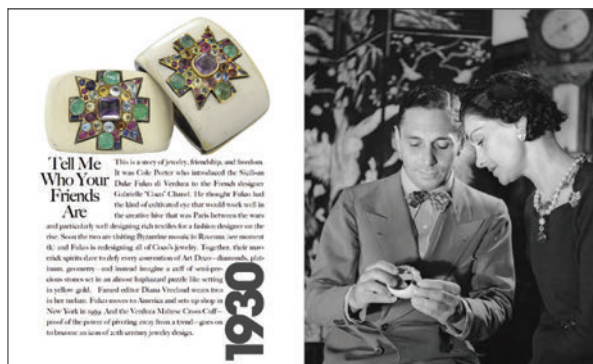 Tell Me
Who Your
Friends
Are
This is a story of jewelry, friendship, and freedom.
It was Cole Porter who introduced the Sicilian
Duke Fulco di Verdura to the French designer
Gabrielle "Coco" Chanel. He thought Fulco had
the kind of cultivated eye that would work well in
the creative hive that was Paris between the wars
and particularly well designing rich textiles for a fashion designer on the
rise. Soon the two are visiting Byzantine mosaics in Ravenna (see moment
and Fulco is redesigning all of Coco's jewelry. Together, their mav-
erick spirits dare to defy every convention of Art Deco—diamonds, plat-
inum, geometry—and instead imagine a cuff of semi-pre-
cious stones set in an almost haphazard puzzle-like setting
in yellow gold. Famed editor Diana Vreeland wears two
in her turban. Fulco moves to America and sets up shop in
New York in 1939. And the Verdura Maltese Cross Cuff—
proof of the power of pivoting away from a trend—goes on
to become an icon of 20th century jewelry design.
1930